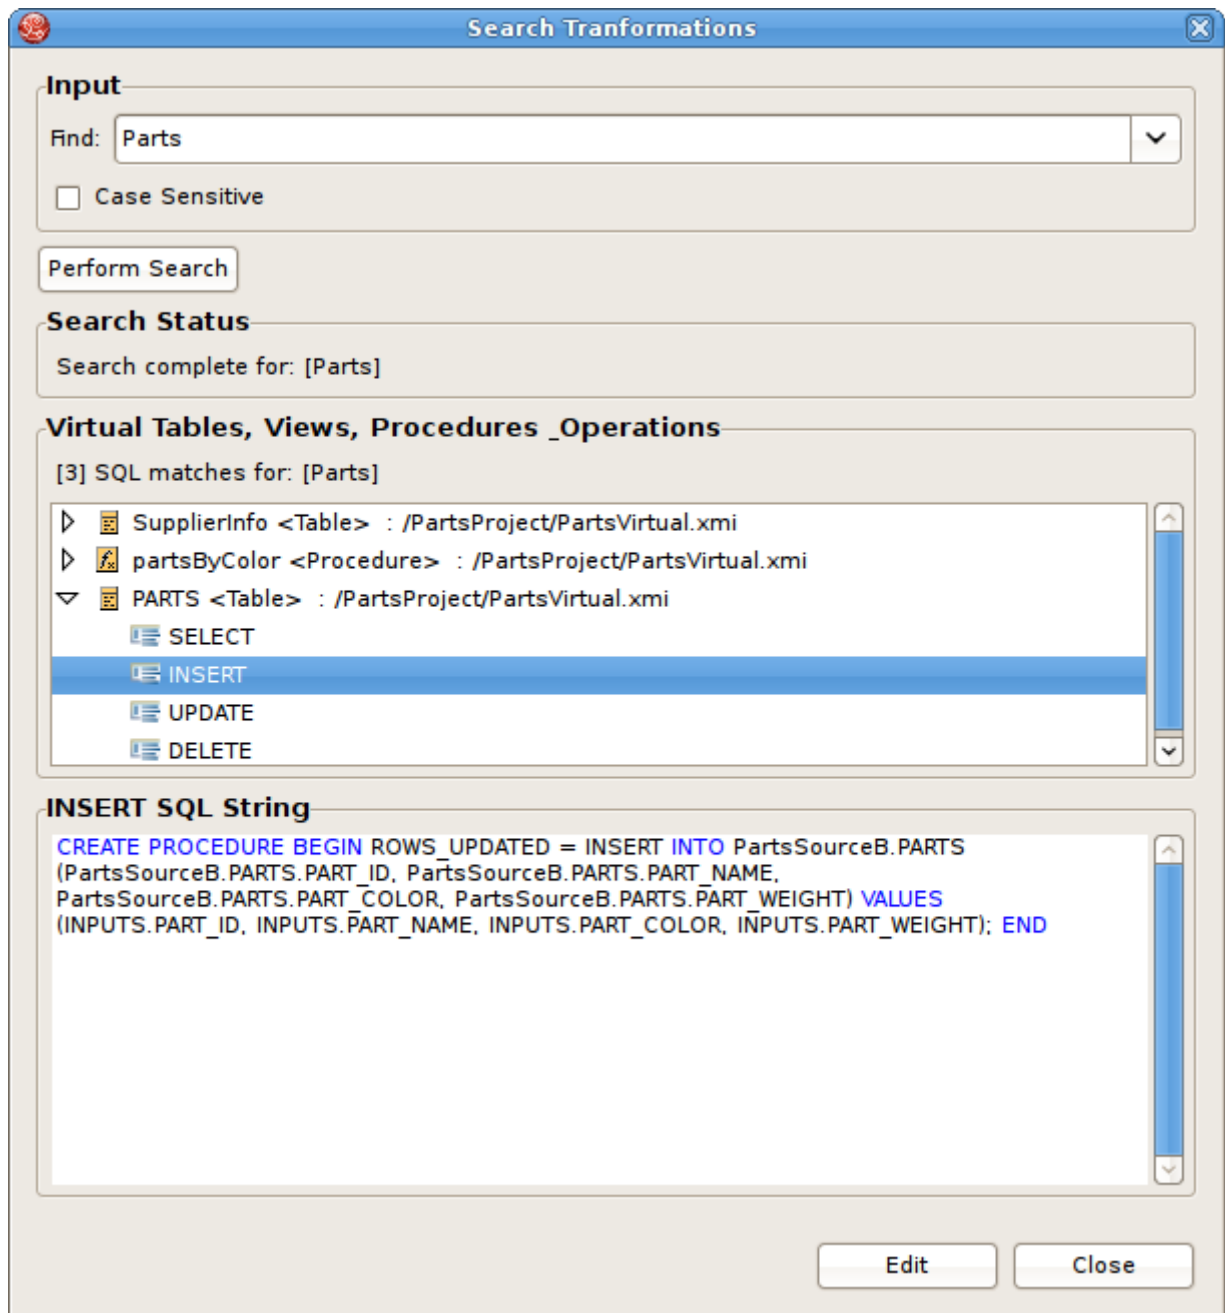 Search Tranformations
Input
Find: Parts
Case Sensitive
Perform Search
Search Status
Search complete for: [Parts]
Virtual Tables, Views, Procedures _Operations
[3] SQL matches for: [Parts]
SupplierInfo <Table>  : /PartsProject/PartsVirtual.xmi
partsByColor <Procedure>  : /PartsProject/PartsVirtual.xmi
PARTS <Table>  : /PartsProject/PartsVirtual.xmi
SELECT
INSERT
UPDATE
DELETE
INSERT SQL String
CREATE PROCEDURE BEGIN ROWS_UPDATED = INSERT INTO PartsSourceB.PARTS
(PartsSourceB.PARTS.PART_ID, PartsSourceB.PARTS.PART_NAME,
PartsSourceB.PARTS.PART_COLOR, PartsSourceB.PARTS.PART_WEIGHT) VALUES
(INPUTS.PART_ID, INPUTS.PART_NAME, INPUTS.PART_COLOR, INPUTS.PART_WEIGHT); END
Edit Close